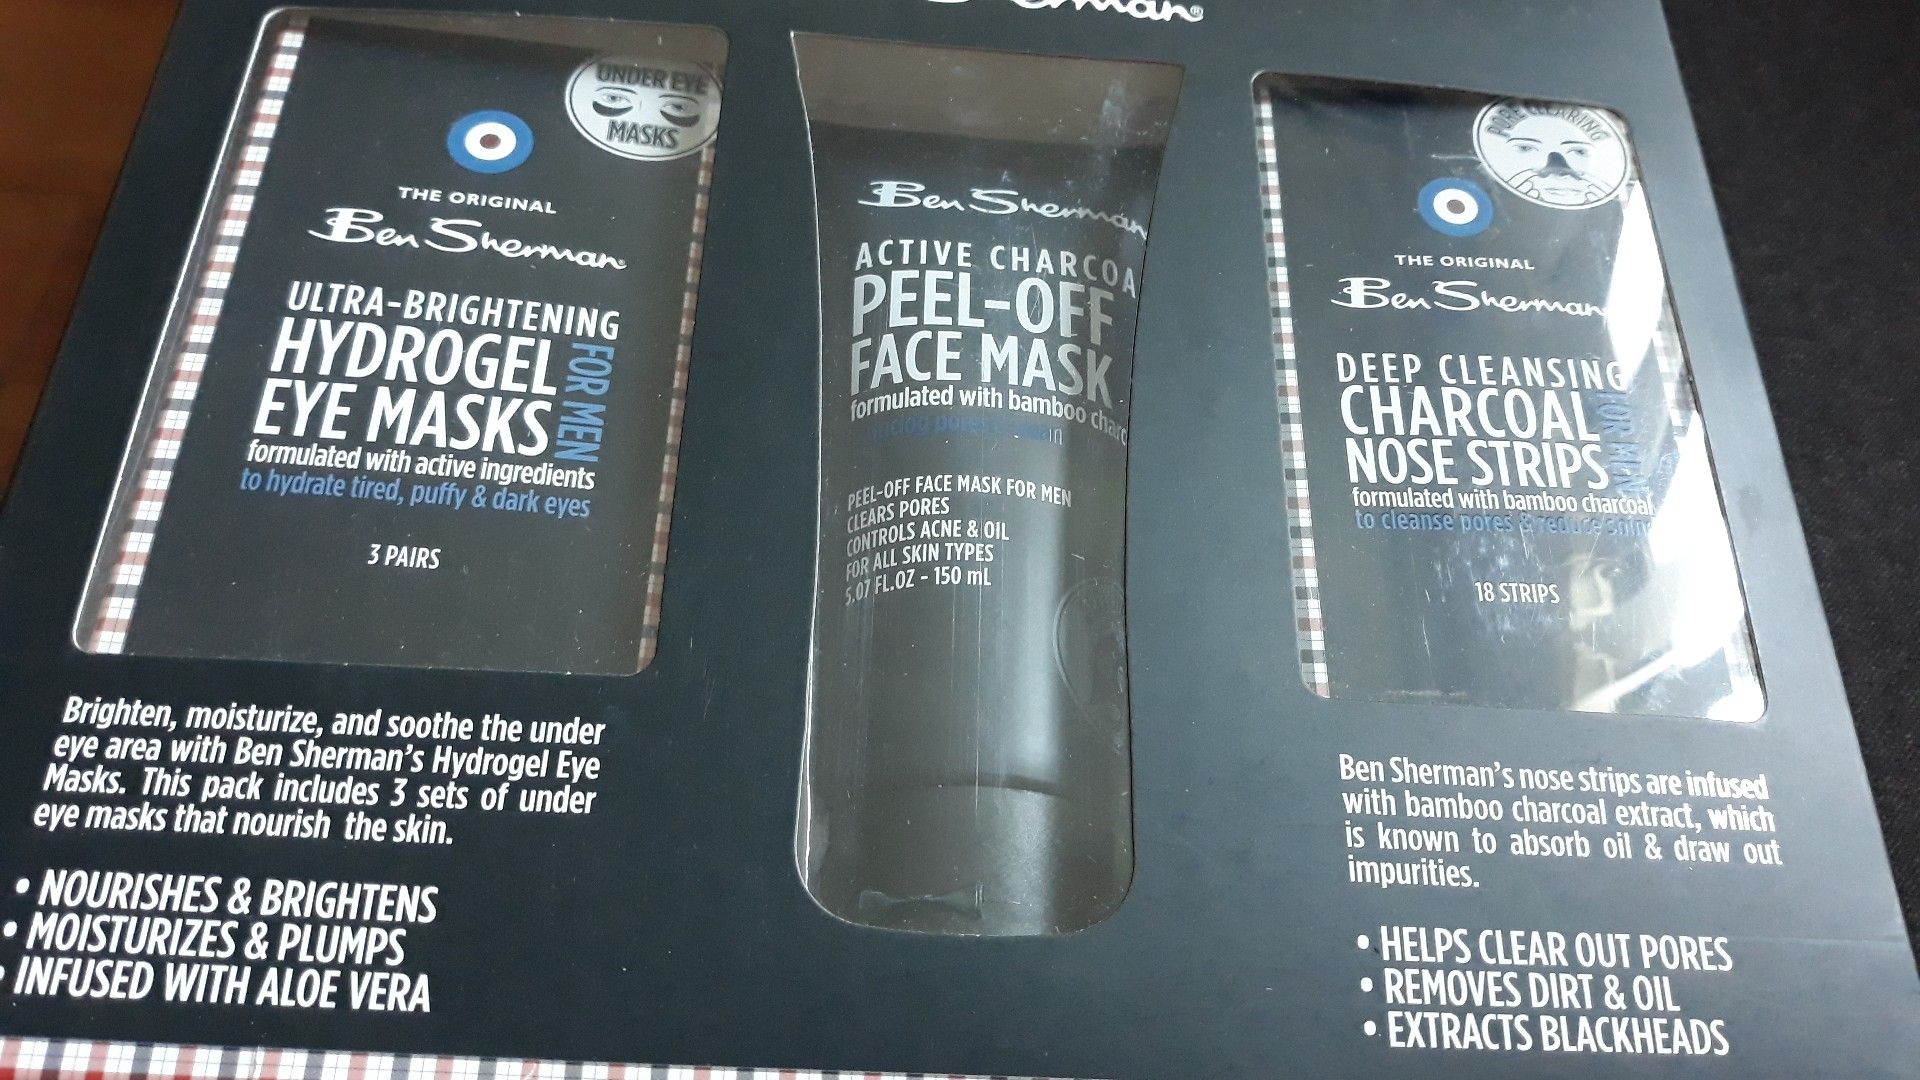 Sherman®
UNDER EYE
MASKS
THE ORIGINAL
Ben Sherman®
ULTRA-BRIGHTENING
HYDROGEL
EYE MASKS
FOR MEN
formulated with active ingredients
to hydrate tired, puffy & dark eyes
3 PAIRS
Brighten, moisturize, and soothe the under
eye area with Ben Sherman's Hydrogel Eye
Masks. This pack includes 3 sets of under
eye masks that nourish the skin.
• NOURISHES & BRIGHTENS
• MOISTURIZES & PLUMPS
• INFUSED WITH ALOE VERA
Ben Sherman
ACTIVE CHARCOA
PEEL-OFF
FACE MASK
formulated with bamboo charc
pores
PEEL-OFF FACE MASK FOR MEN
CLEARS PORES
CONTROLS ACNE & OIL
FOR ALL SKIN TYPES
5.07 FL.OZ - 150 mL
PORE CLEARING
THE ORIGINAL
Ben Sherman
DEEP CLEANSING
CHARCOAL
NOSE STRIPS
FOR MEN
formulated with bamboo charcoal
to cleanse pores & reduce shine
18 STRIPS
Ben Sherman's nose strips are infused
with bamboo charcoal extract, which
is known to absorb oil & draw out
impurities.
• HELPS CLEAR OUT PORES
• REMOVES DIRT & OIL
• EXTRACTS BLACKHEADS